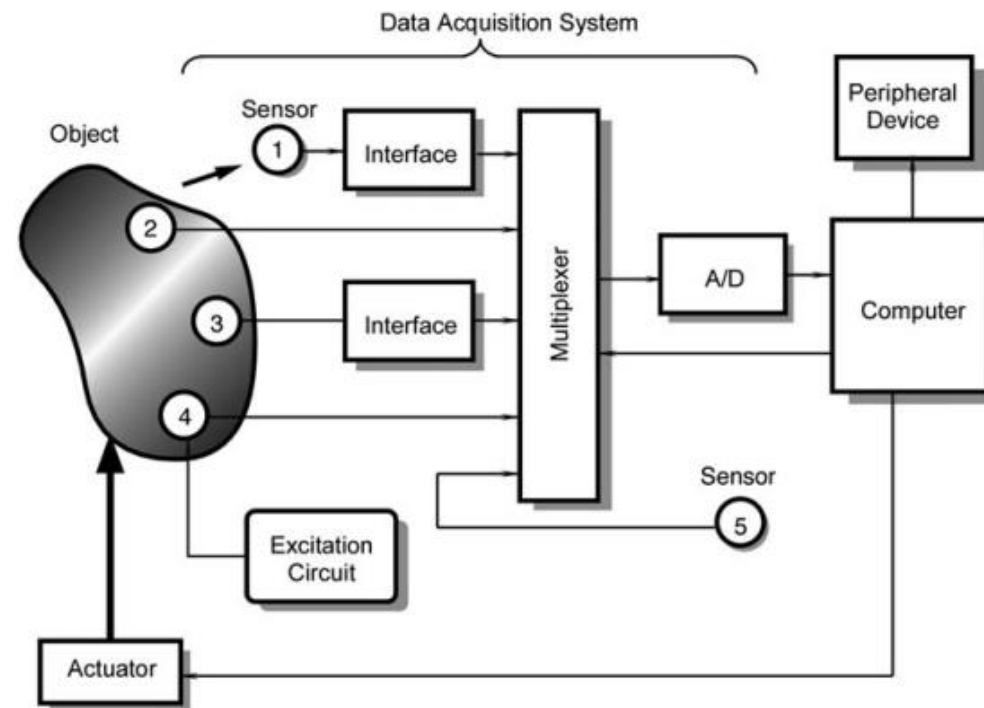 Data Acquisition System
Object
Sensor
1
Interface
Peripheral
Device
2
3
Interface
Multiplexer
A/D
Computer
4
Sensor
5
Excitation
Circuit
Actuator